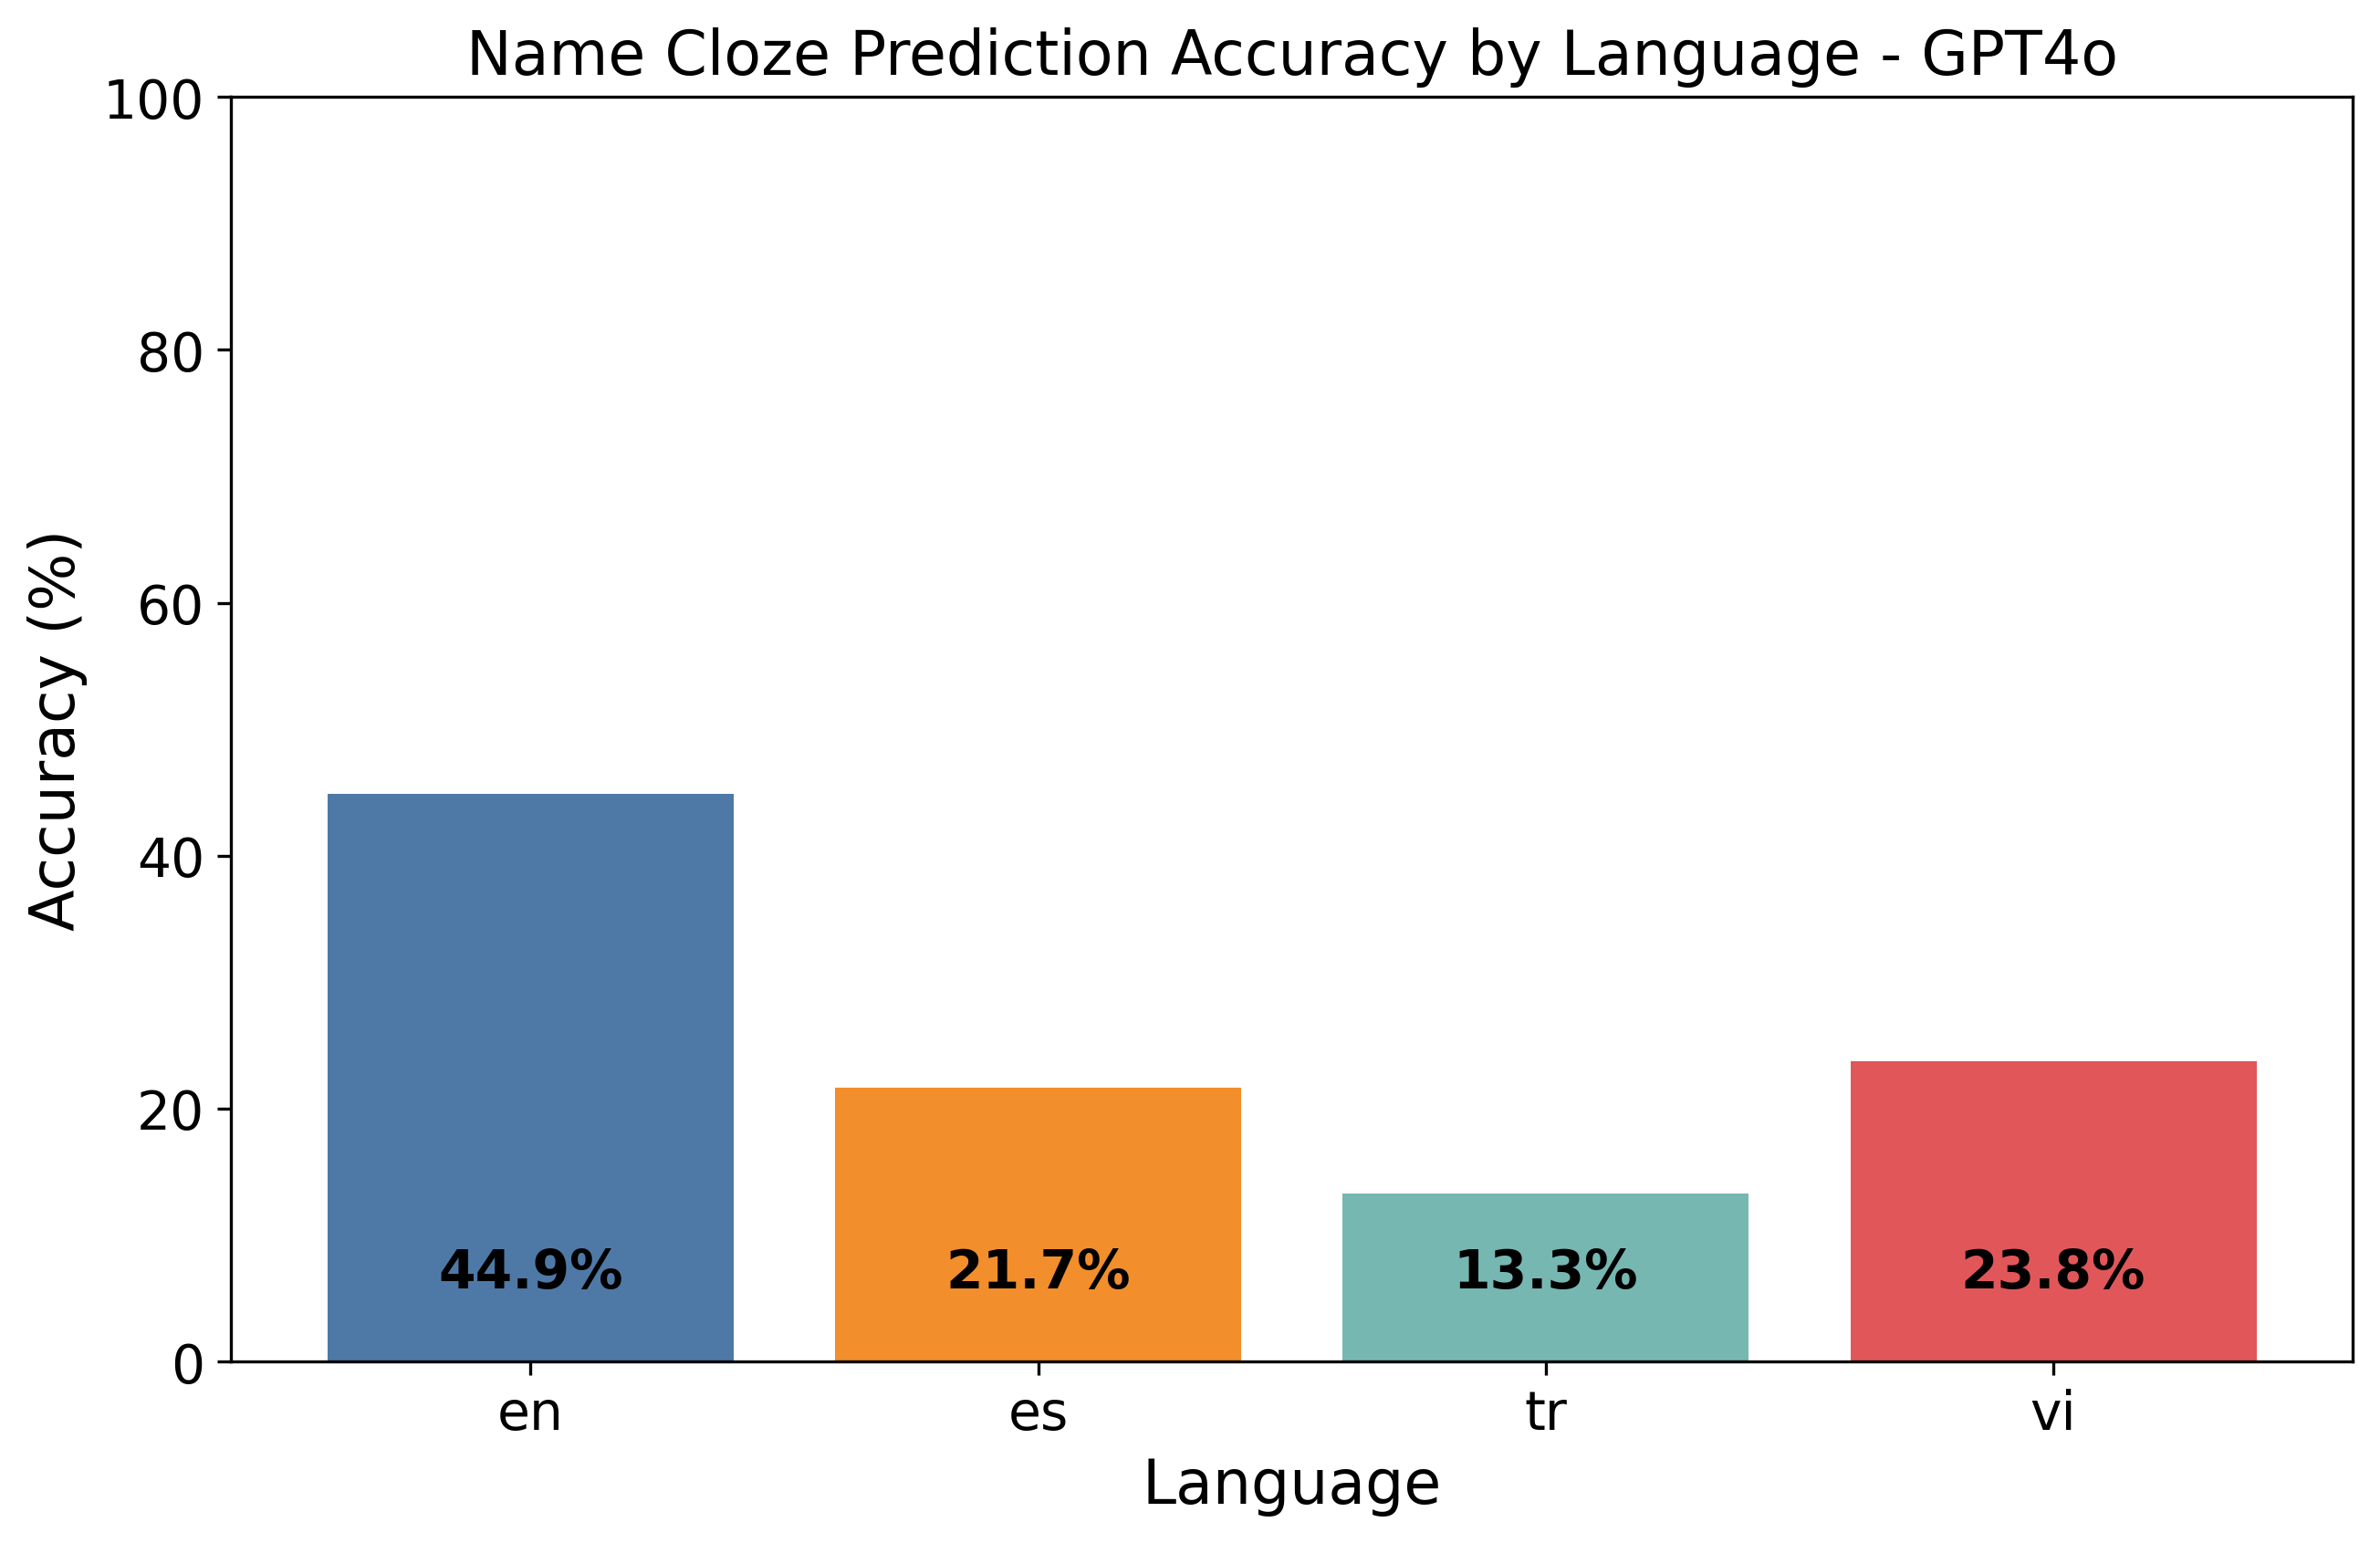 Name Cloze Prediction Accuracy by Language - GPT4o
Accuracy (%)
100
80
60
40
20
0
44.9%
21.7%
13.3%
23.8%
en
es
tr
vi
Language